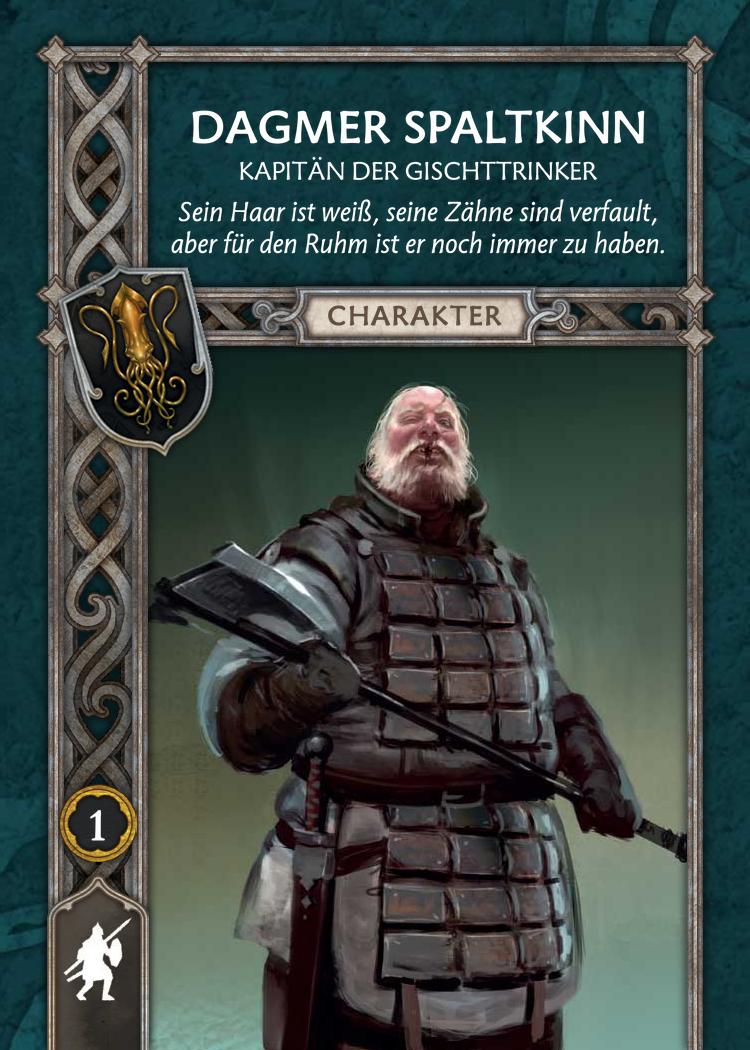 DAGMER SPALTKINN
KAPITÄN DER GISCHTTRINKER
Sein Haar ist weiß, seine Zähne sind verfault,
aber für den Ruhm ist er noch immer zu haben.
CHARAKTER
1